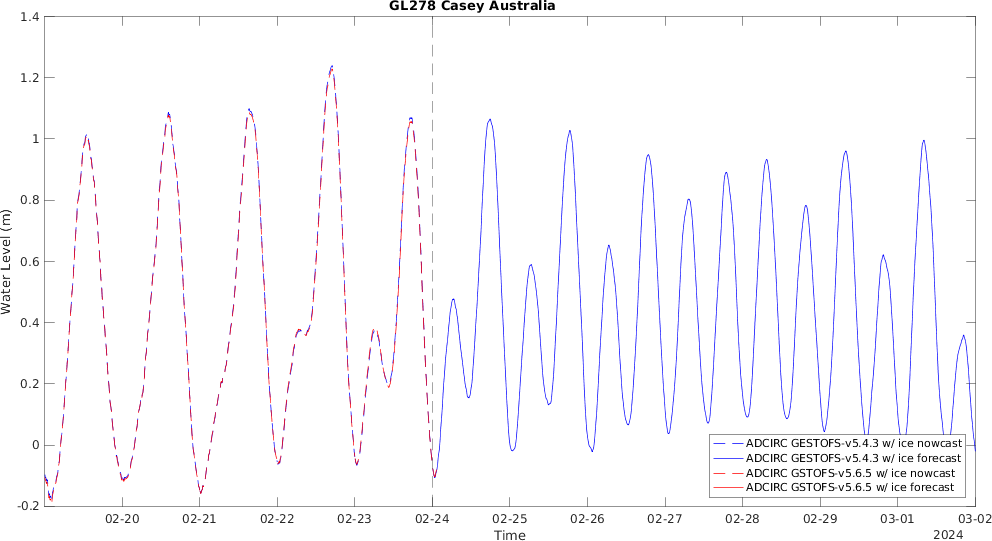 GL278 Casey Australia
1.4
1.2
1
0.8
0.6
0.4
0.2
0
-0.2
Water Level (m)
02-20 02-21 02-22 02-23 02-24 02-25 02-26 02-27 02-28 02-29 03-01 03-02
Time
2024
ADCIRC GESTOFS-v5.4.3 w/ ice nowcast
ADCIRC GESTOFS-v5.4.3 w/ ice forecast
ADCIRC GSTOFS-v5.6.5 w/ ice nowcast
ADCIRC GSTOFS-v5.6.5 w/ ice forecast